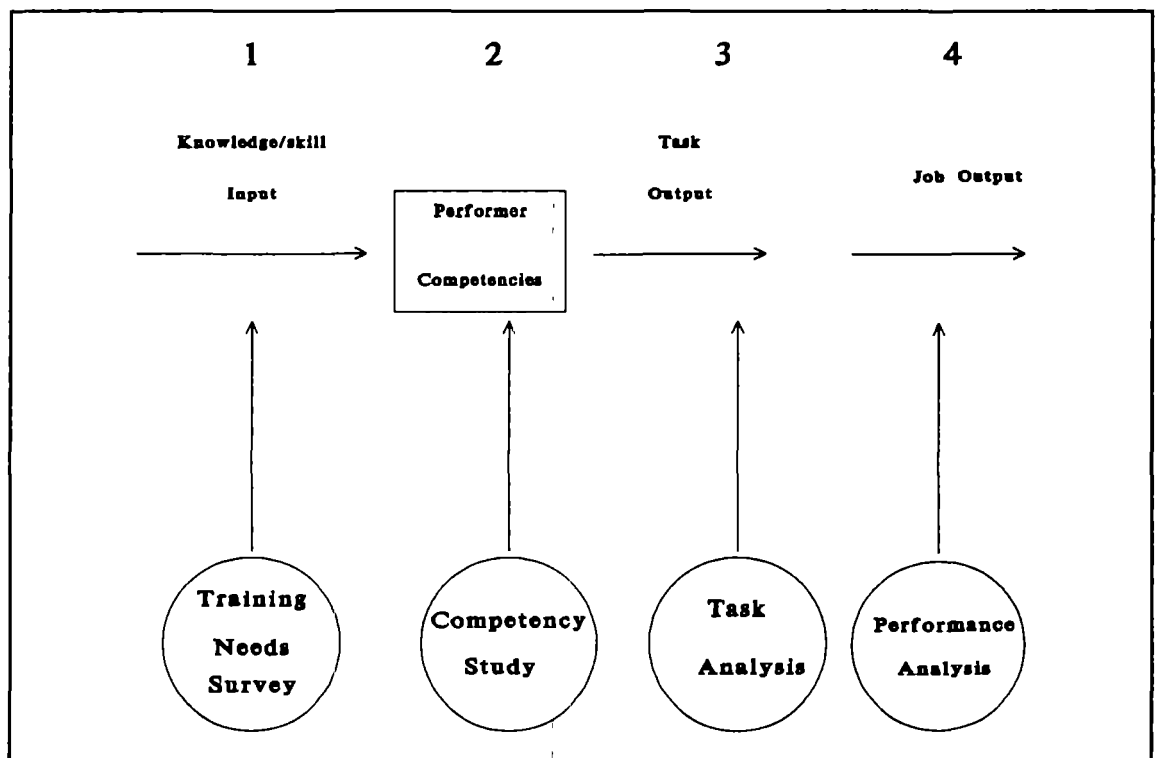 1 2 3 4
Knowledge/skill
Input
Performer
Competencies
Task
Output
Job Output
Training
Needs
Survey
Competency
Study
Task
Analysis
Performance
Analysis